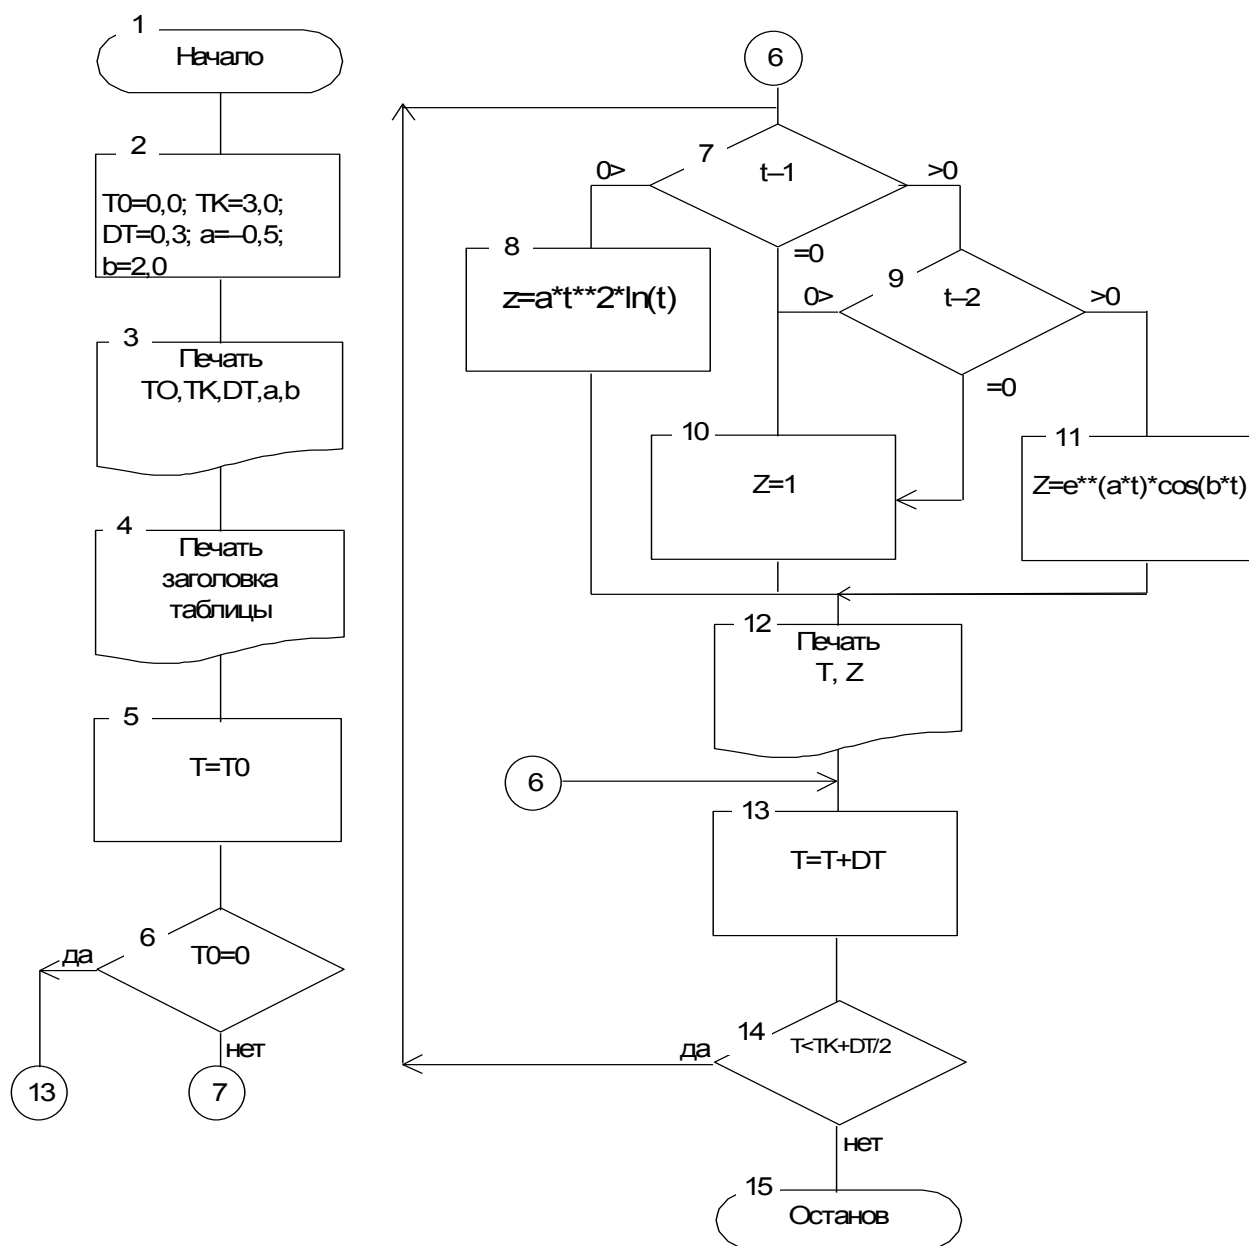 1
Начало
2
T0=0,0; TK=3,0;
DT=0,3; a=–0,5;
b=2,0
3
Печать
TO,TK,DT,a,b
4
Печать
заголовка
таблицы
5
T=T0
6
T0=0
да
нет
13
7
6
7
t–1
0>
>0
=0
8
z=a*t**2*ln(t)
9
t–2
0>
>0
=0
10
Z=1
11
Z=e**(a*t)*cos(b*t)
12
Печать
T, Z
6
13
T=T+DT
14
T<TK+DT/2
да
нет
15
Останов